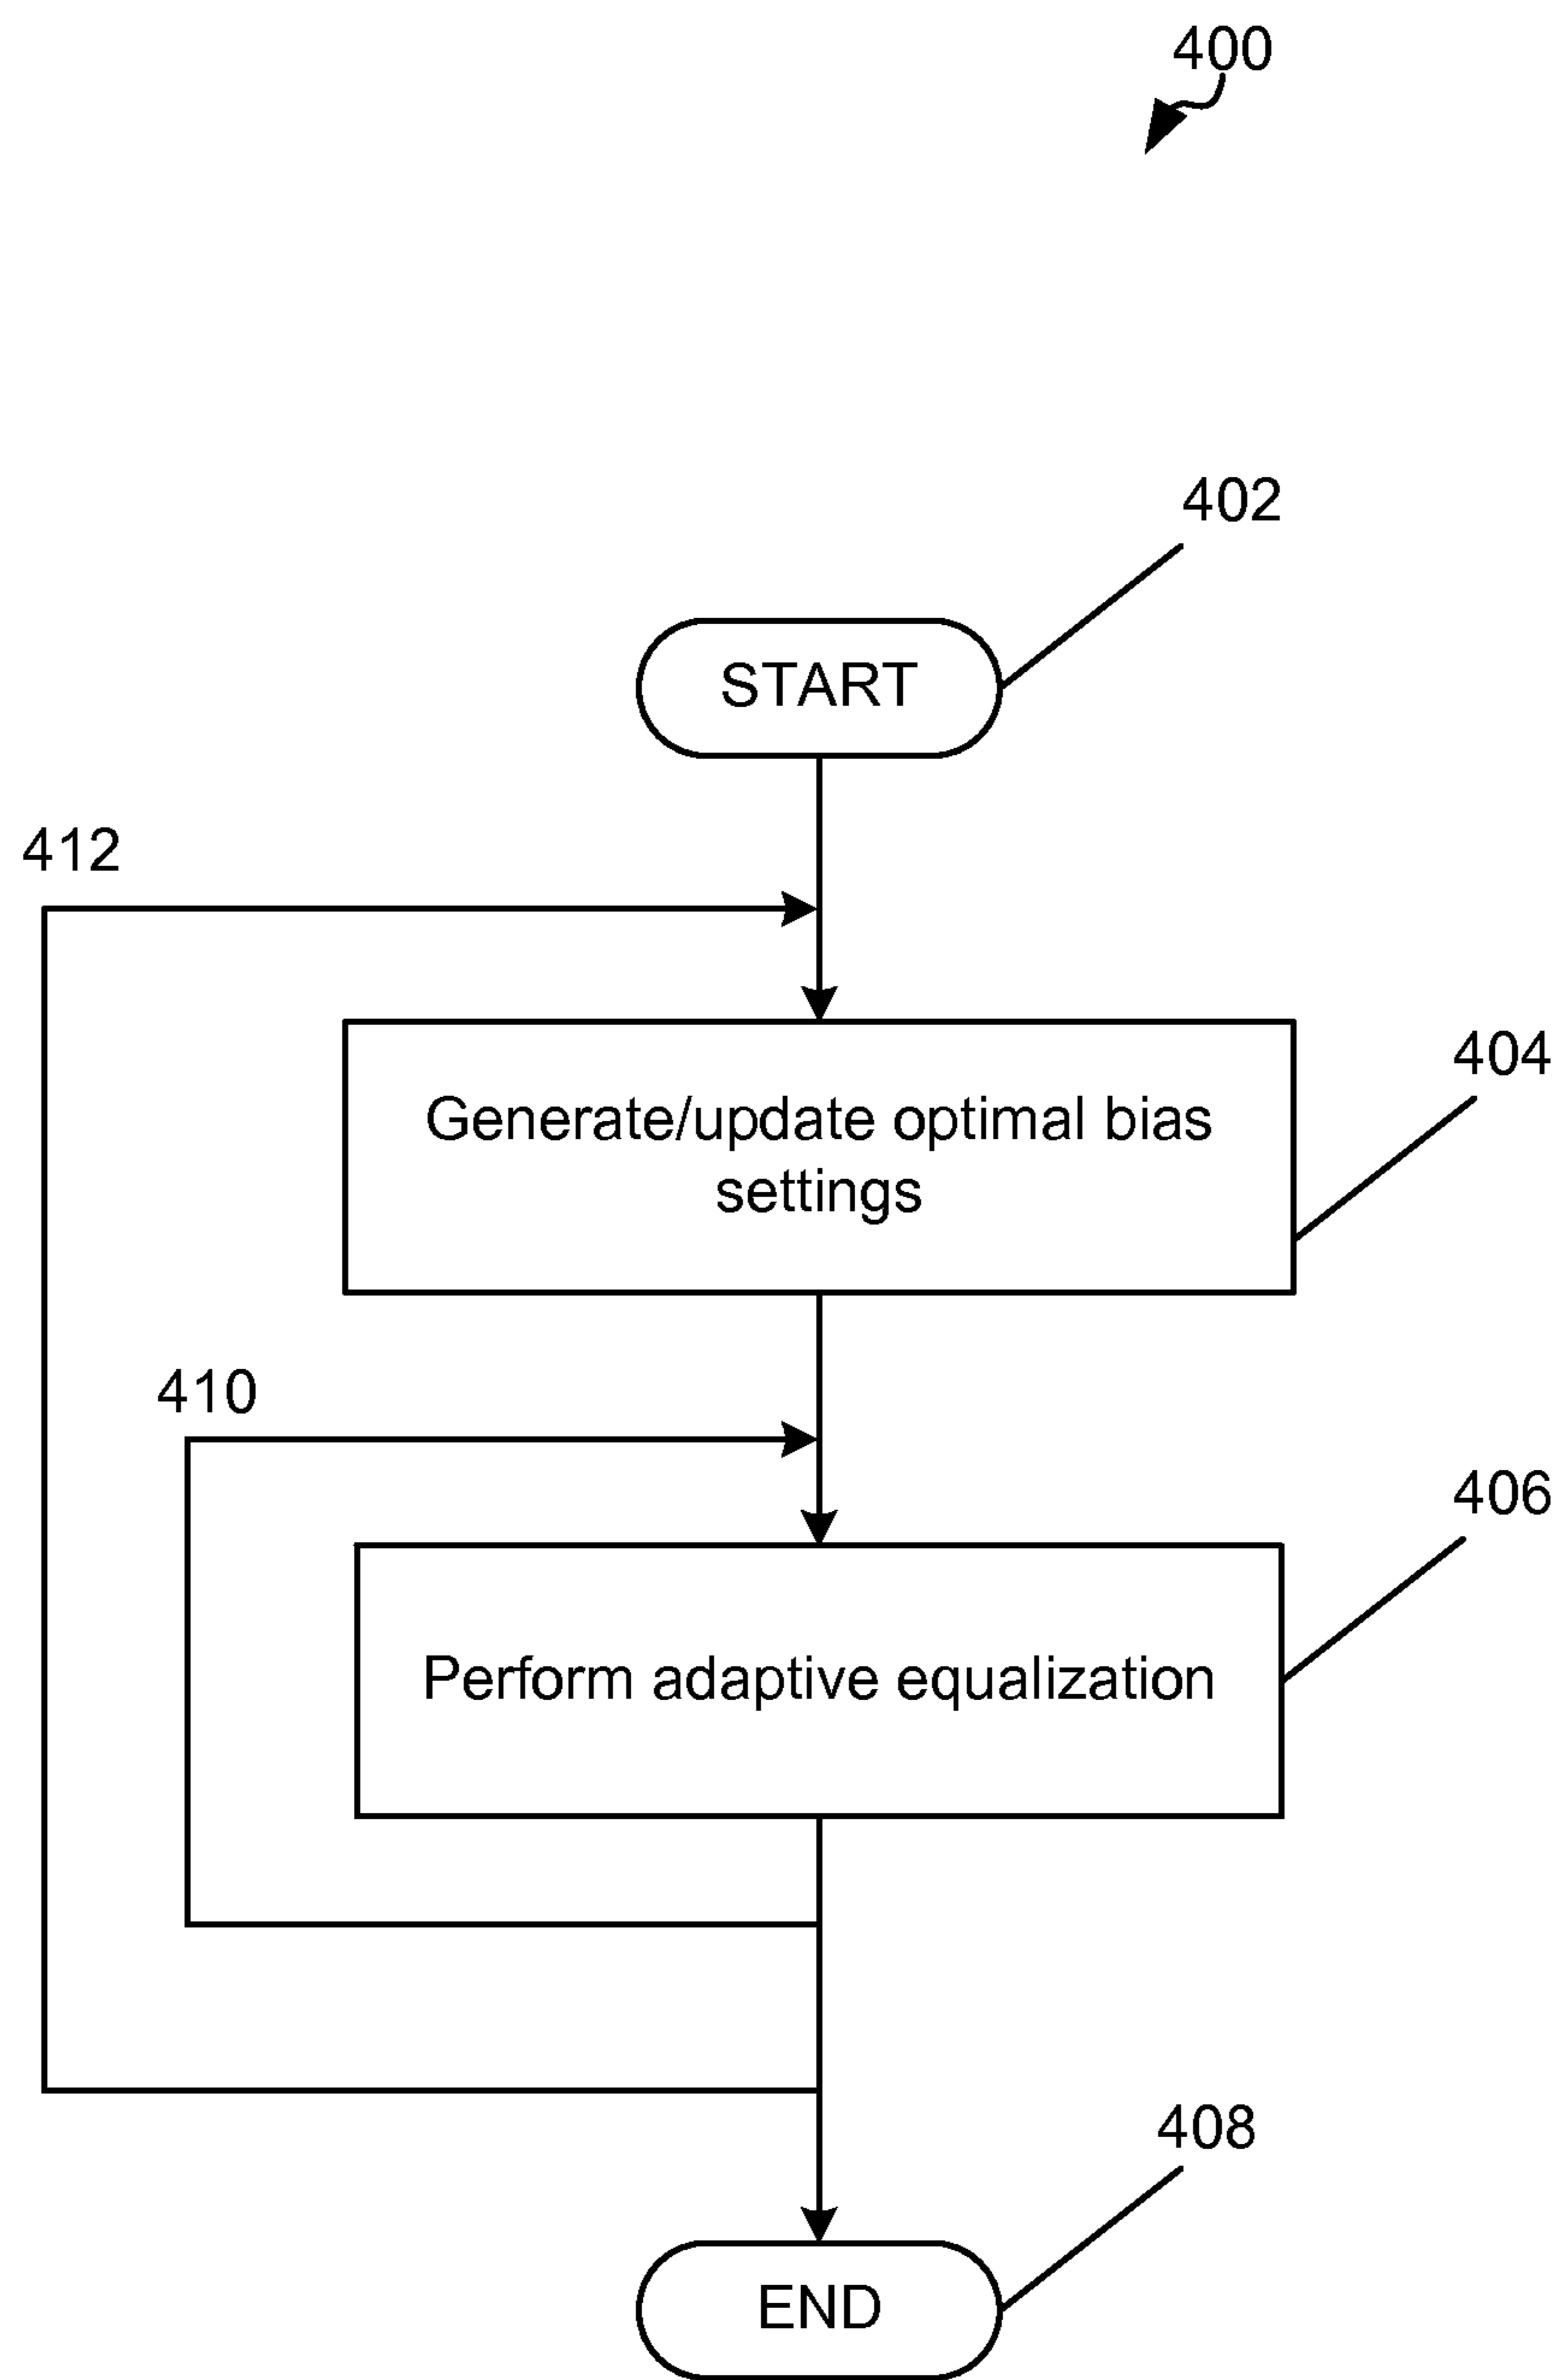 400
402
START
412
404
Generate/update optimal bias
settings
410
406
Perform adaptive equalization
408
END